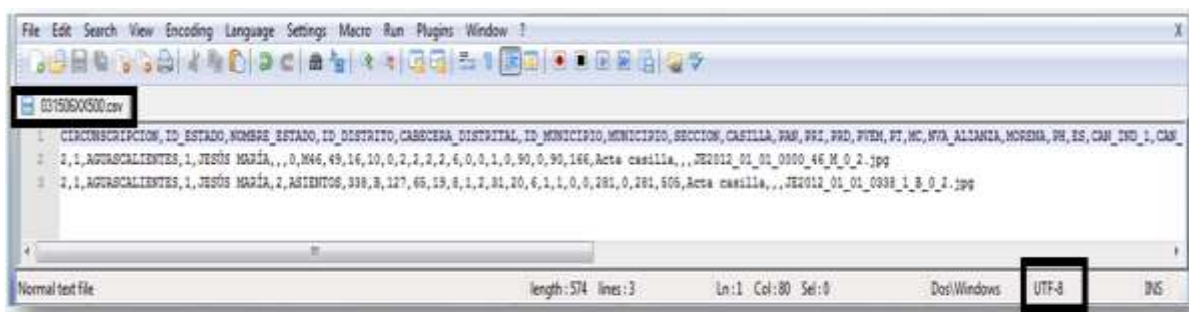 File Edit Search View Encoding Language Settings Macro Run Plugins Window ? X
031506XX500.csv
1 CIRCUNSCRIPCION,ID_ESTADO,NOMBRE_ESTADO,ID_DISTRITO,CABECERA_DISTRITAL,ID_MUNICIPIO,MUNICIPIO,SECCION,CASILLA,PAN,PRI,PRD,PVEM,PT,MC,NVA_ALIANZA,MORENA,PH,ES,CAN_IND_1,CAN_
2 2,1,AGUASCALIENTES,1,JESÚS MARÍA,,,0,M46,49,16,10,0,2,2,2,6,0,0,1,0,90,0,90,166,Acta casilla,,,JE2012_01_01_0000_46_M_0_2.jpg
3 2,1,AGUASCALIENTES,1,JESÚS MARÍA,2,ASIENTOS,338,B,127,65,19,8,1,2,31,20,6,1,1,0,0,281,0,281,505,Acta casilla,,,JE2012_01_01_0338_1_B_0_2.jpg
Normal text file length:574 lines:3 Ln:1 Col:80 Sel:0 Dos\Windows UTF-8 INS